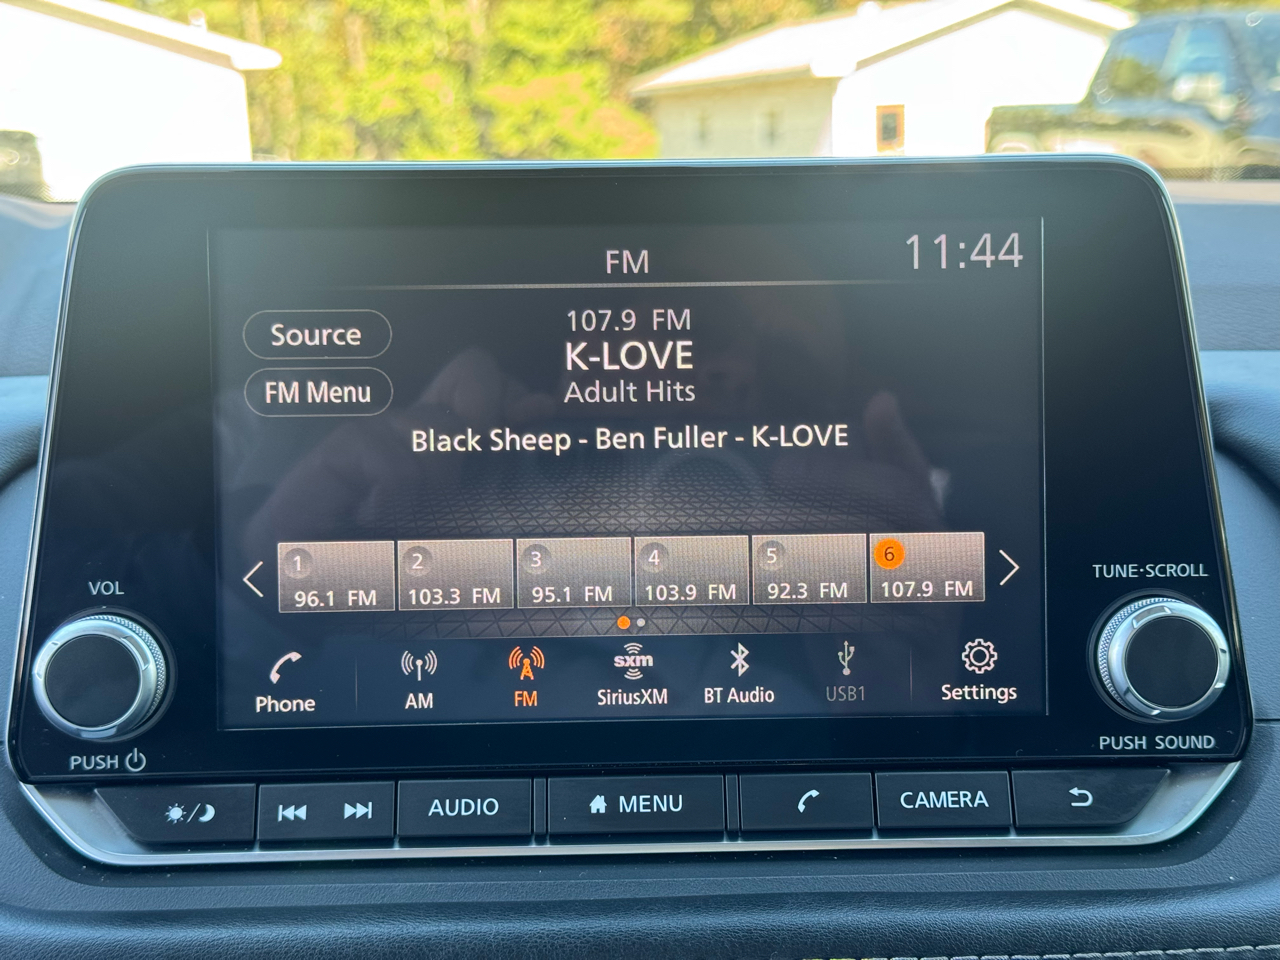 FM
11:44
Source
FM Menu
107.9 FM
K-LOVE
Adult Hits
Black Sheep - Ben Fuller - K-LOVE
1
96.1 FM
2
103.3 FM
3
95.1 FM
4
103.9 FM
5
92.3 FM
6
107.9 FM
Phone
AM
FM
sxm
SiriusXM
BT Audio
USB1
Settings
VOL
PUSH
TUNE·SCROLL
PUSH SOUND
AUDIO
MENU
CAMERA